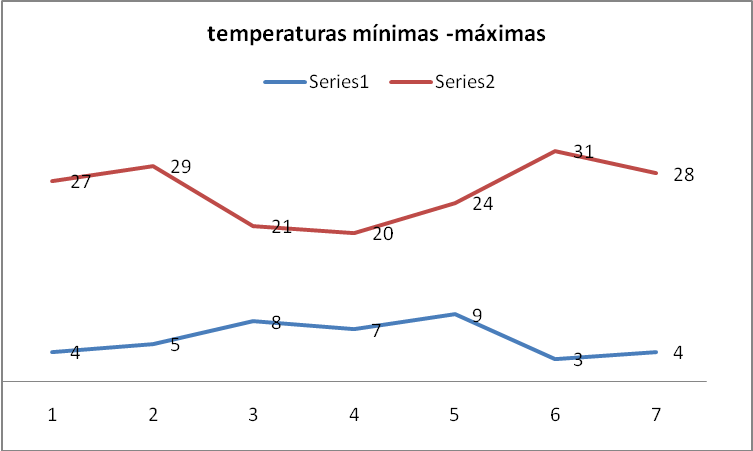 temperaturas mínimas -máximas
Series1 Series2
27 29 21 20 24 31 28
4 5 8 7 9 3 4
1 2 3 4 5 6 7